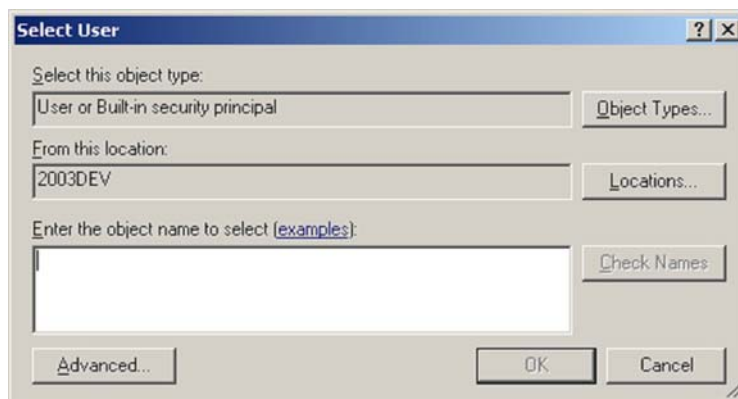 Select User
Select this object type:
User or Built-in security principal
Object Types...
From this location:
2003DEV
Locations...
Enter the object name to select (examples):
Check Names
Advanced...
OK
Cancel